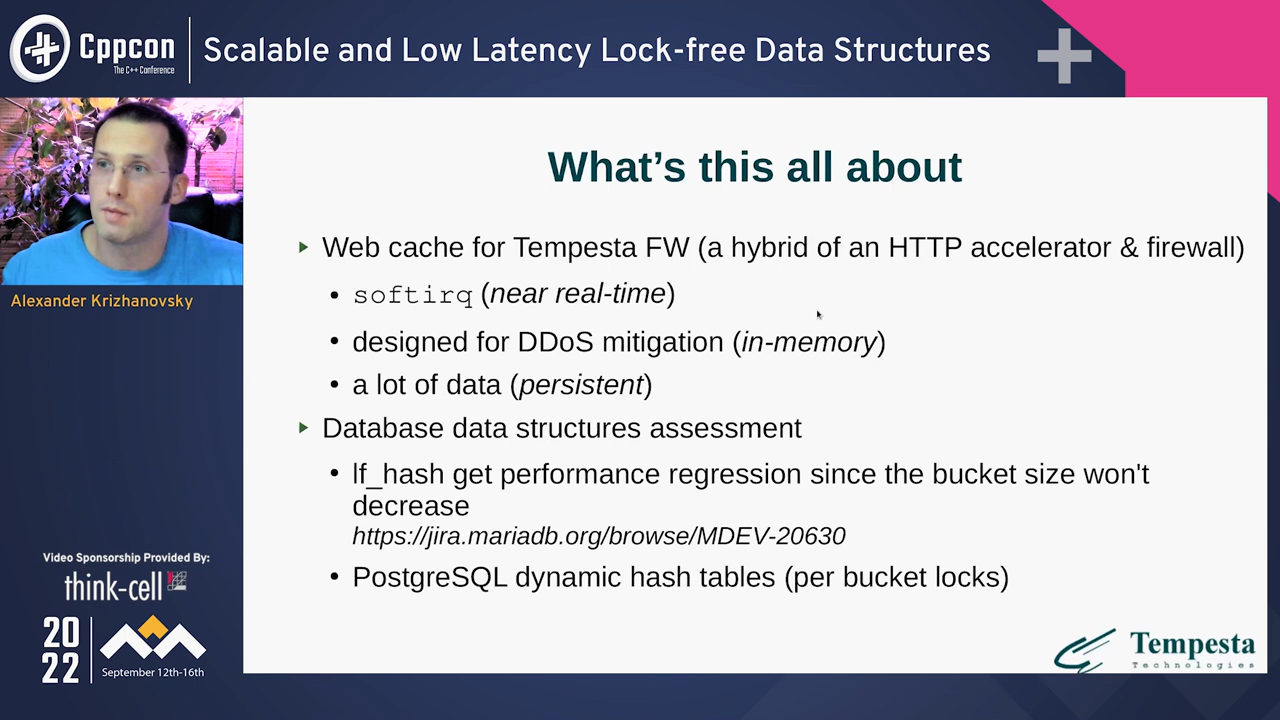 Cppcon
The C++ Conference
Scalable and Low Latency Lock-free Data Structures
Alexander Krizhanovsky
What's this all about
Web cache for Tempesta FW (a hybrid of an HTTP accelerator & firewall)
softirq (near real-time)
designed for DDoS mitigation (in-memory)
a lot of data (persistent)
Database data structures assessment
lf_hash get performance regression since the bucket size won't
decrease
https://jira.mariadb.org/browse/MDEV-20630
PostgreSQL dynamic hash tables (per bucket locks)
Video Sponsorship Provided By:
think-cell
20
22
September 12th-16th
Tempesta
Technologies